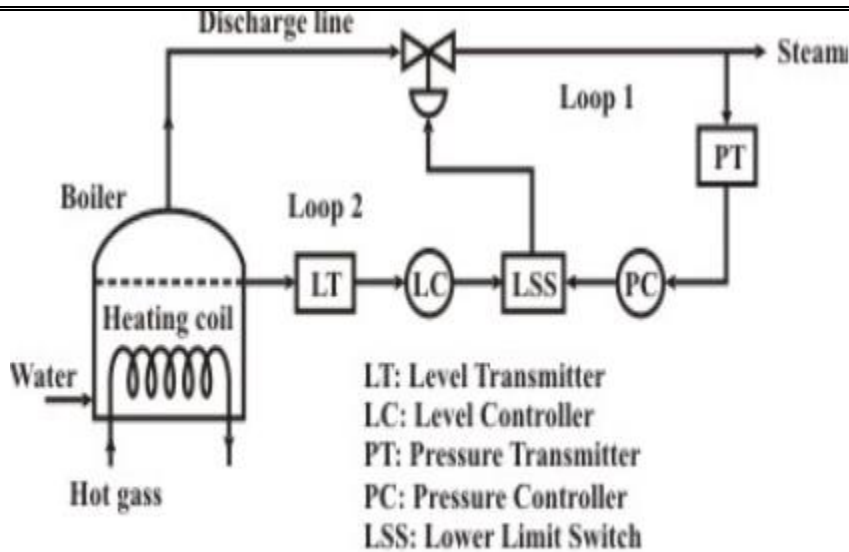 Discharge line
Steam
Loop 1
PT
Boiler
Loop 2
LT
LC
LSS
PC
Heating coil
Water
Hot gass
LT: Level Transmitter
LC: Level Controller
PT: Pressure Transmitter
PC: Pressure Controller
LSS: Lower Limit Switch